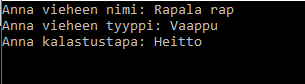 Anna vieheen nimi: Rapala rap
Anna vieheen tyyppi: Vaappu
Anna kalastustapa: Heitto